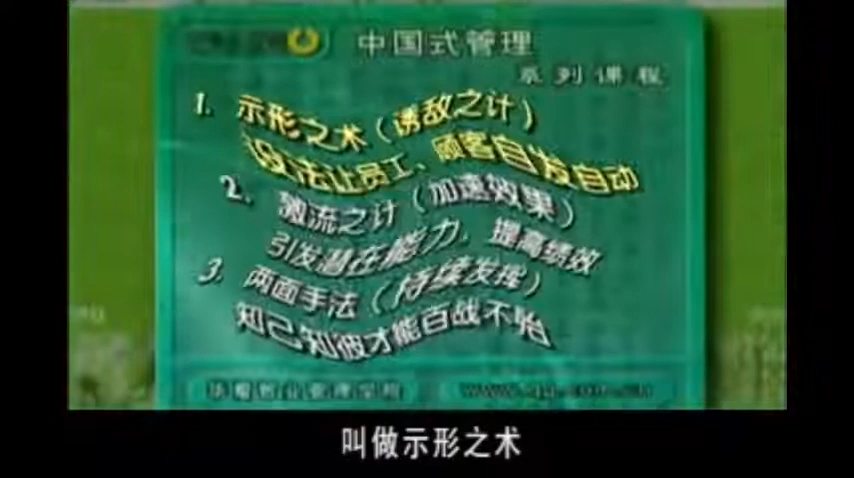 中国式管理
系列课程
1. 示形之术（诱敌之计）
设法让员工、顾客自发自动
2. 激流之计（加速效果）
引发潜在能力，提高绩效
3. 两面手法（持续发挥）
知己知彼才能百战不殆
叫做示形之术